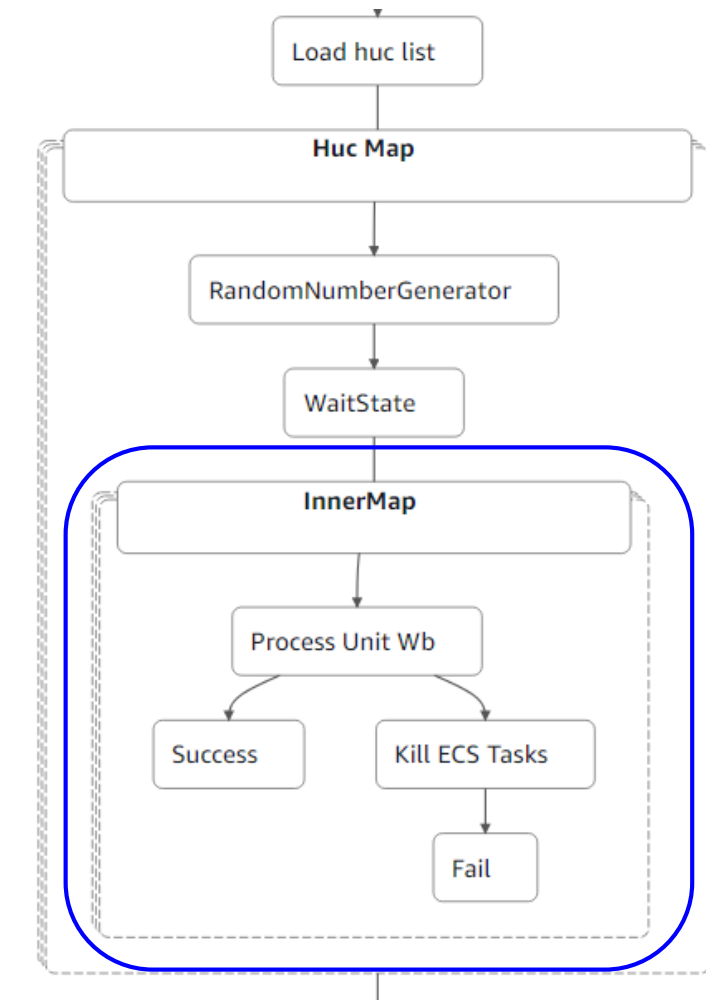 Load huc list
Huc Map
RandomNumberGenerator
WaitState
InnerMap
Process Unit Wb
Success
Kill ECS Tasks
Fail